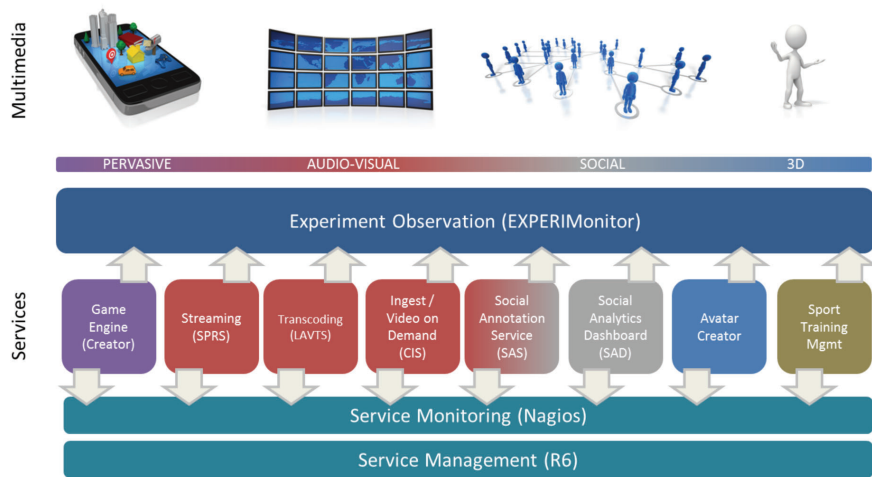 Multimedia
PERVASIVE
AUDIO-VISUAL
SOCIAL
3D
Services
Experiment Observation (EXPERIMonitor)
Game
Engine
(Creator)
Streaming
(SPRS)
Transcoding
(LAVTS)
Ingest /
Video on
Demand
(CIS)
Social
Annotation
Service
(SAS)
Social
Analytics
Dashboard
(SAD)
Avatar
Creator
Sport
Training
Mgmt
Service Monitoring (Nagios)
Service Management (R6)